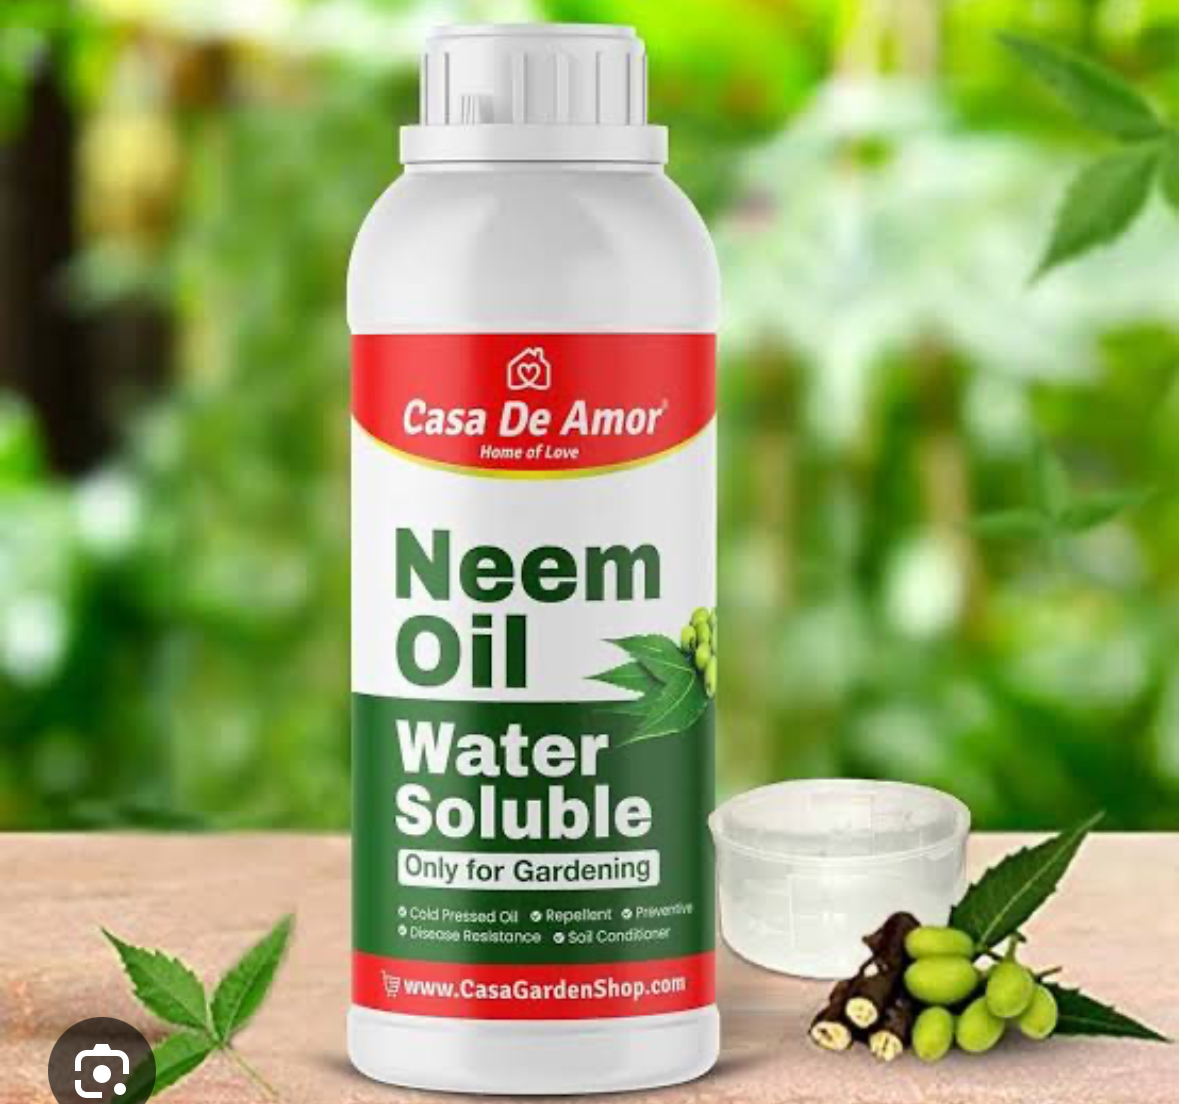 Casa De Amor®
Home of Love
Neem
Oil
Water
Soluble
Only for Gardening
Cold Pressed Oil Repellent Preventive
Disease Resistance Soil Conditioner
www.CasaGardenShop.com